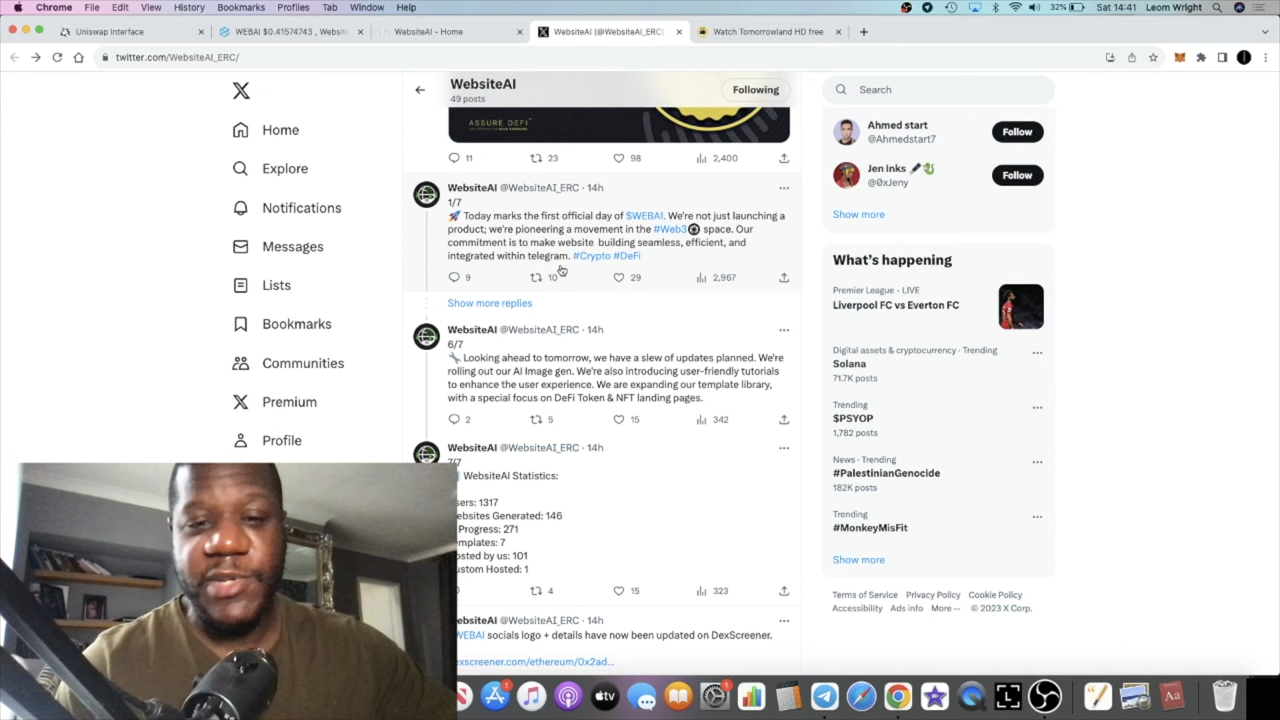 Chrome File Edit View History Bookmarks Profiles Tab Window Help
32% Sat 14:41 Leom Wright
Uniswap Interface
WEBAI $0.41574743 , Website
WebsiteAI - Home
WebsiteAI (@WebsiteAI_ERC)
Watch Tomorrowland HD free
twitter.com/WebsiteAI_ERC/
Home
Explore
Notifications
Messages
Lists
Bookmarks
Communities
Premium
Profile
WebsiteAI
49 posts
Following
ASSURE DEFI
11 23 98 2,400
WebsiteAI @WebsiteAI_ERC · 14h
1/7
🚀 Today marks the first official day of $WEBAI. We're not just launching a
product; we're pioneering a movement in the #Web3 space. Our
commitment is to make website building seamless, efficient, and
integrated within telegram. #Crypto #DeFi
9 10 29 2,967
Show more replies
WebsiteAI @WebsiteAI_ERC · 14h
6/7
🔧 Looking ahead to tomorrow, we have a slew of updates planned. We're
rolling out our AI Image gen. We're also introducing user-friendly tutorials
to enhance the user experience. We are expanding our template library,
with a special focus on DeFi Token & NFT landing pages.
2 5 15 342
WebsiteAI @WebsiteAI_ERC · 14h
7/7
WebsiteAI Statistics:
sers: 1317
ebsites Generated: 146
Progress: 271
emplates: 7
osted by us: 101
ustom Hosted: 1
4 15 323
ebsiteAI @WebsiteAI_ERC · 14h
WEBAI socials logo + details have now been updated on DexScreener.
exscreener.com/ethereum/0x2ad...
Search
Ahmed start
@Ahmedstart7
Follow
Jen Inks 🖋🐉
@0xJeny
Follow
Show more
What's happening
Premier League · LIVE
Liverpool FC vs Everton FC
Digital assets & cryptocurrency · Trending
Solana
71.7K posts
Trending
$PSYOP
1,782 posts
News · Trending
#PalestinianGenocide
182K posts
Trending
#MonkeyMisFit
Show more
Terms of Service Privacy Policy Cookie Policy
Accessibility Ads info More ··· © 2023 X Corp.